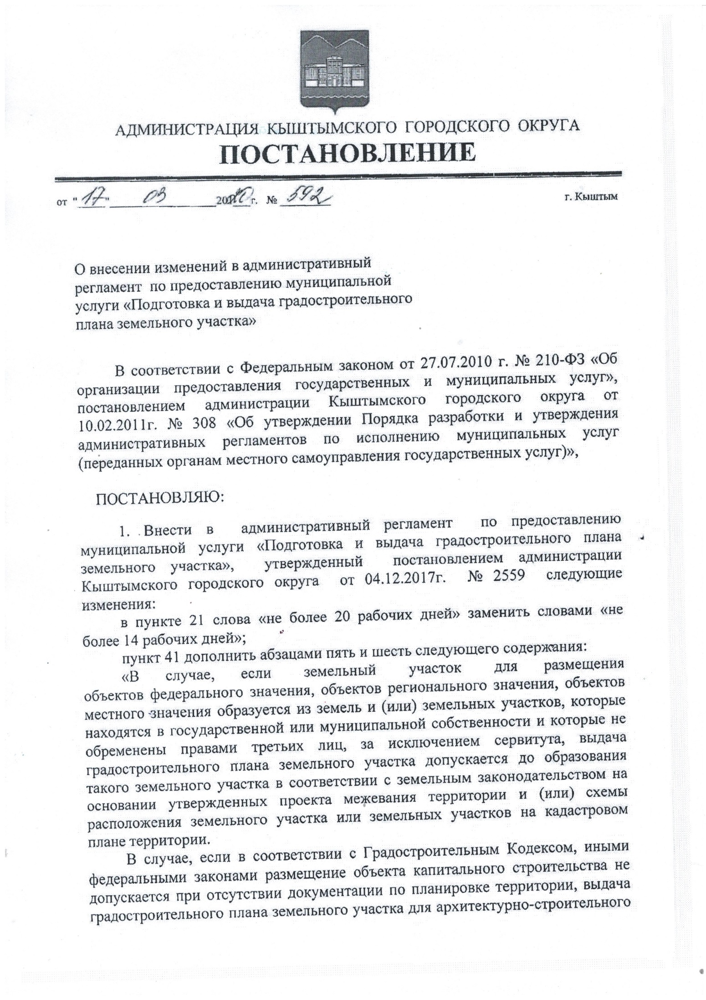 АДМИНИСТРАЦИЯ КЫШТЫМСКОГО ГОРОДСКОГО ОКРУГА
ПОСТАНОВЛЕНИЕ
от "17" 03 2020 г. № 592
г. Кыштым
О внесении изменений в административный
регламент по предоставлению муниципальной
услуги «Подготовка и выдача градостроительного
плана земельного участка»
В соответствии с Федеральным законом от 27.07.2010 г. № 210-ФЗ «Об
организации предоставления государственных и муниципальных услуг»,
постановлением администрации Кыштымского городского округа от
10.02.2011г. № 308 «Об утверждении Порядка разработки и утверждения
административных регламентов по исполнению муниципальных услуг
(переданных органам местного самоуправления государственных услуг)»,
ПОСТАНОВЛЯЮ:
1. Внести в административный регламент по предоставлению
муниципальной услуги «Подготовка и выдача градостроительного плана
земельного участка», утвержденный постановлением администрации
Кыштымского городского округа от 04.12.2017г. № 2559 следующие
изменения:
в пункте 21 слова «не более 20 рабочих дней» заменить словами «не
более 14 рабочих дней»;
пункт 41 дополнить абзацами пять и шесть следующего содержания:
«В случае, если земельный участок для размещения
объектов федерального значения, объектов регионального значения, объектов
местного значения образуется из земель и (или) земельных участков, которые
находятся в государственной или муниципальной собственности и которые не
обременены правами третьих лиц, за исключением сервитута, выдача
градостроительного плана земельного участка допускается до образования
такого земельного участка в соответствии с земельным законодательством на
основании утвержденных проекта межевания территории и (или) схемы
расположения земельного участка или земельных участков на кадастровом
плане территории.
В случае, если в соответствии с Градостроительным Кодексом, иными
федеральными законами размещение объекта капитального строительства не
допускается при отсутствии документации по планировке территории, выдача
градостроительного плана земельного участка для архитектурно-строительного